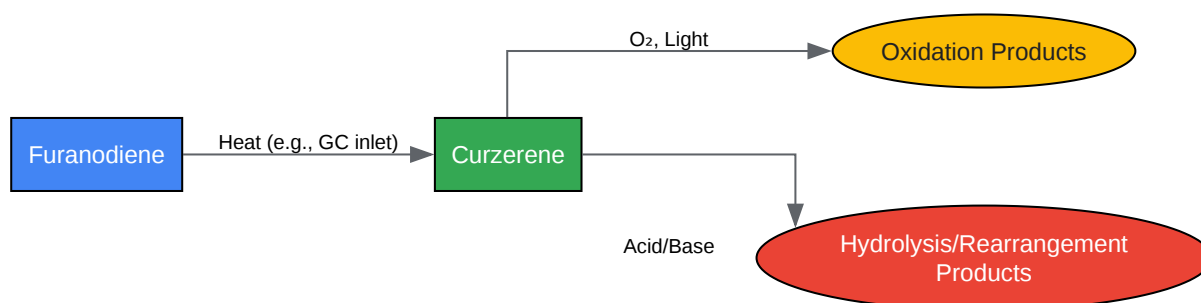 O₂, Light
Oxidation Products
Furanodiene
Heat (e.g., GC inlet)
Curzerene
Acid/Base
Hydrolysis/Rearrangement
Products